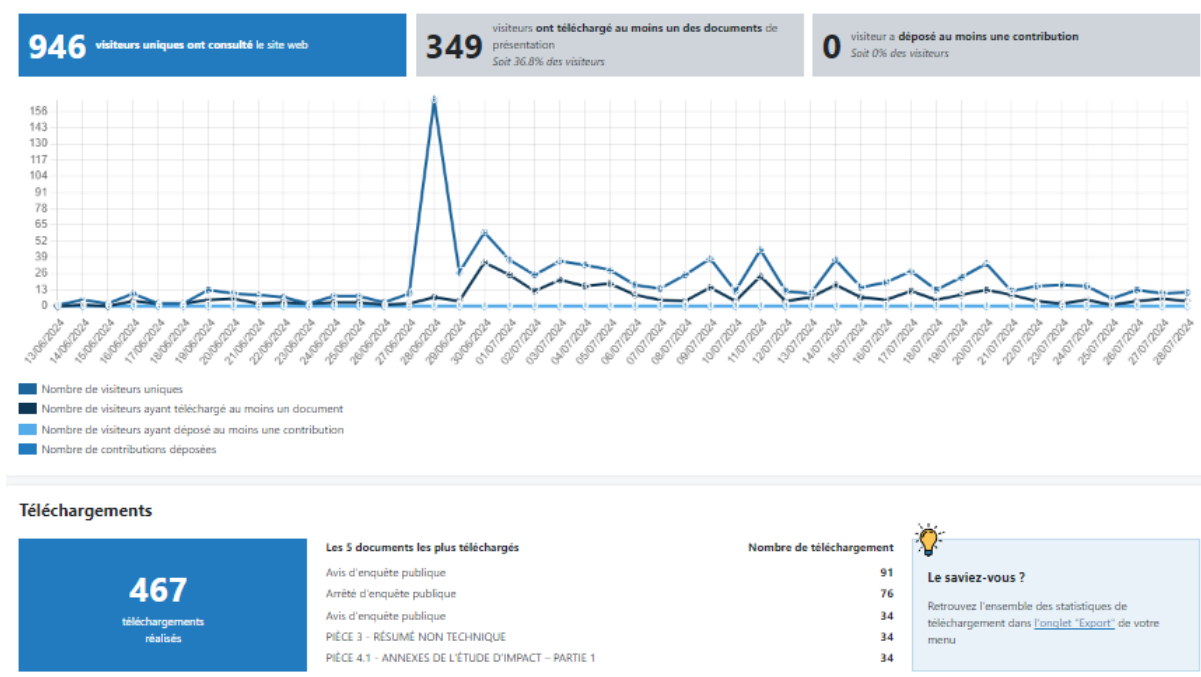 946 visiteurs uniques ont consulté le site web
349 visiteurs ont téléchargé au moins un des documents de
présentation
Soit 36.8% des visiteurs
0 visiteur a déposé au moins une contribution
Soit 0% des visiteurs
156
143
130
117
104
91
78
65
52
39
26
13
0
13/06/2024
14/06/2024
15/06/2024
16/06/2024
17/06/2024
18/06/2024
19/06/2024
20/06/2024
21/06/2024
22/06/2024
23/06/2024
24/06/2024
25/06/2024
26/06/2024
27/06/2024
28/06/2024
29/06/2024
30/06/2024
01/07/2024
02/07/2024
03/07/2024
04/07/2024
05/07/2024
06/07/2024
07/07/2024
08/07/2024
09/07/2024
10/07/2024
11/07/2024
12/07/2024
13/07/2024
14/07/2024
15/07/2024
16/07/2024
17/07/2024
18/07/2024
19/07/2024
20/07/2024
21/07/2024
22/07/2024
23/07/2024
24/07/2024
25/07/2024
26/07/2024
27/07/2024
28/07/2024
Nombre de visiteurs uniques
Nombre de visiteurs ayant téléchargé au moins un document
Nombre de visiteurs ayant déposé au moins une contribution
Nombre de contributions déposées
Téléchargements
467
téléchargements
réalisés
Les 5 documents les plus téléchargés Nombre de téléchargement
Avis d'enquête publique 91
Arrêté d'enquête publique 76
Avis d'enquête publique 34
PIÈCE 3 - RÉSUMÉ NON TECHNIQUE 34
PIÈCE 4.1 - ANNEXES DE L'ÉTUDE D'IMPACT – PARTIE 1 34
Le saviez-vous ?
Retrouvez l'ensemble des statistiques de
téléchargement dans l'onglet "Export" de votre
menu